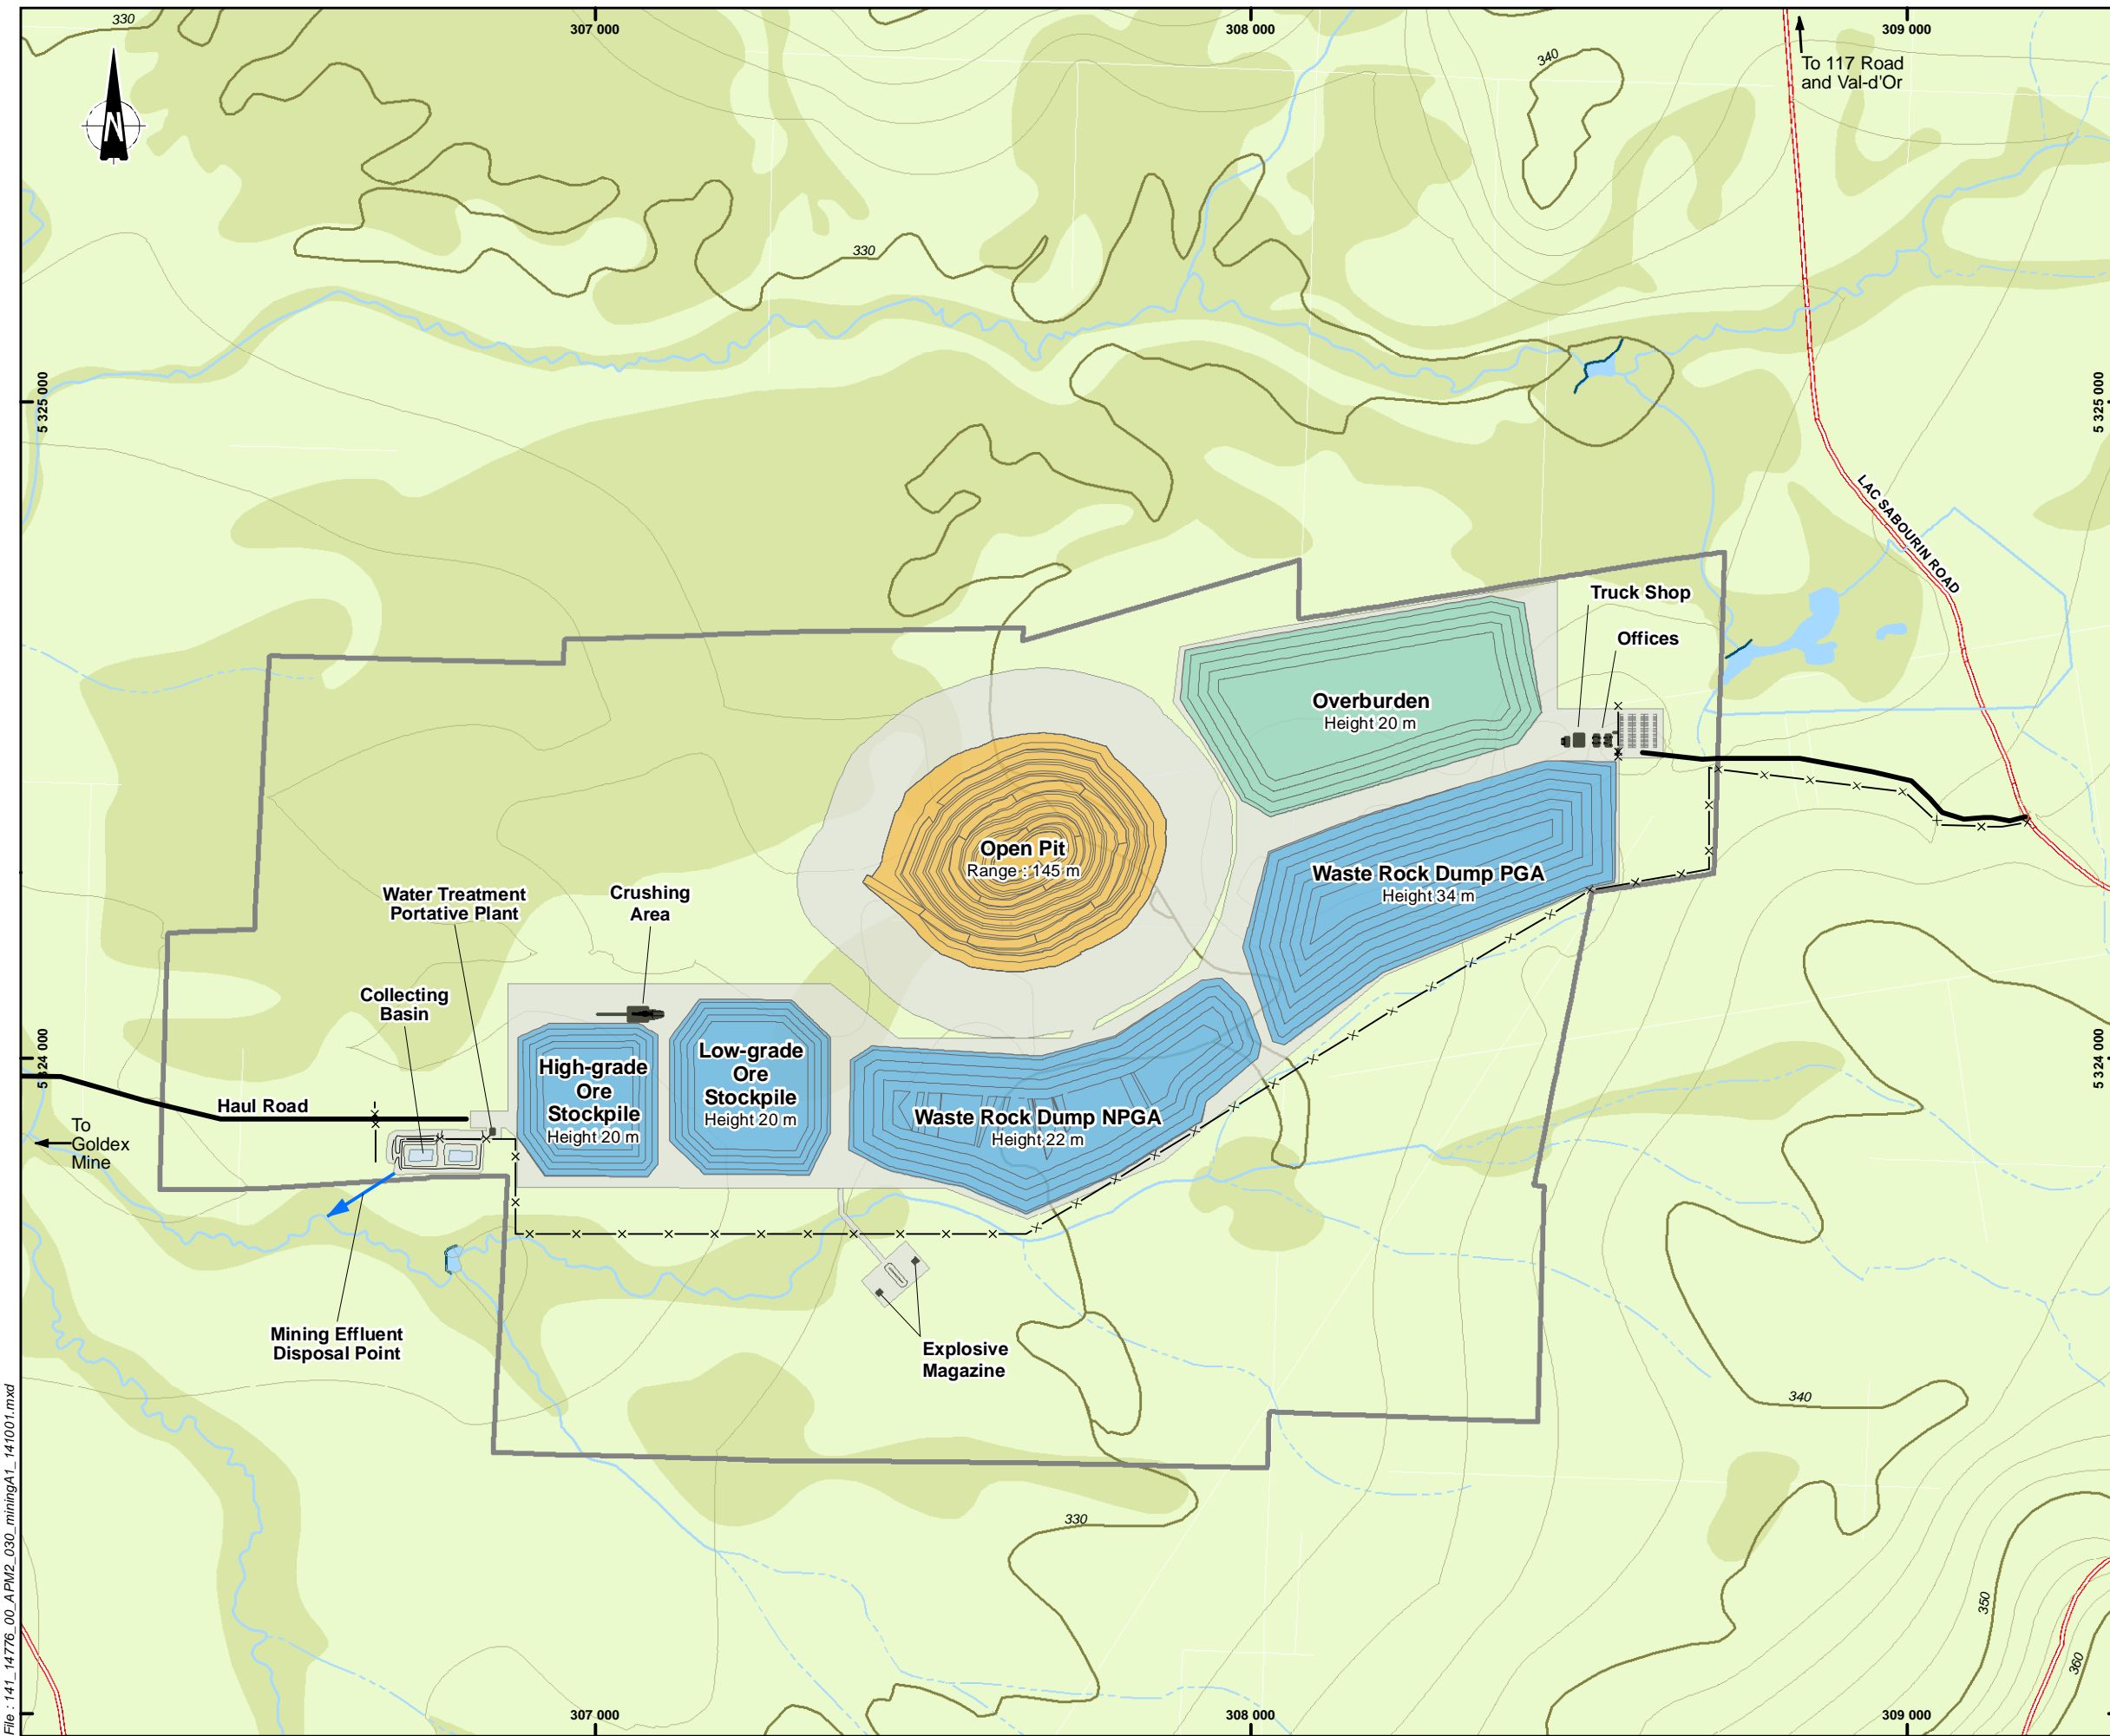 330
307 000
308 000
309 000
340
To 117 Road
and Val-d'Or
N
330
5 325 000
5 325 000
LAC SABOURIN ROAD
Truck Shop
Offices
Overburden
Height 20 m
Open Pit
Range : 145 m
Waste Rock Dump PGA
Height 34 m
Water Treatment
Portative Plant
Crushing
Area
Collecting
Basin
5 324 000
5 324 000
High-grade
Ore
Stockpile
Height 20 m
Low-grade
Ore
Stockpile
Height 20 m
Haul Road
Waste Rock Dump NPGA
Height 22 m
To
Goldex
Mine
Mining Effluent
Disposal Point
Explosive
Magazine
340
330
350
360
File : 141_14776_00_APM2_030_miningA1_141001.mxd
307 000
308 000
309 000